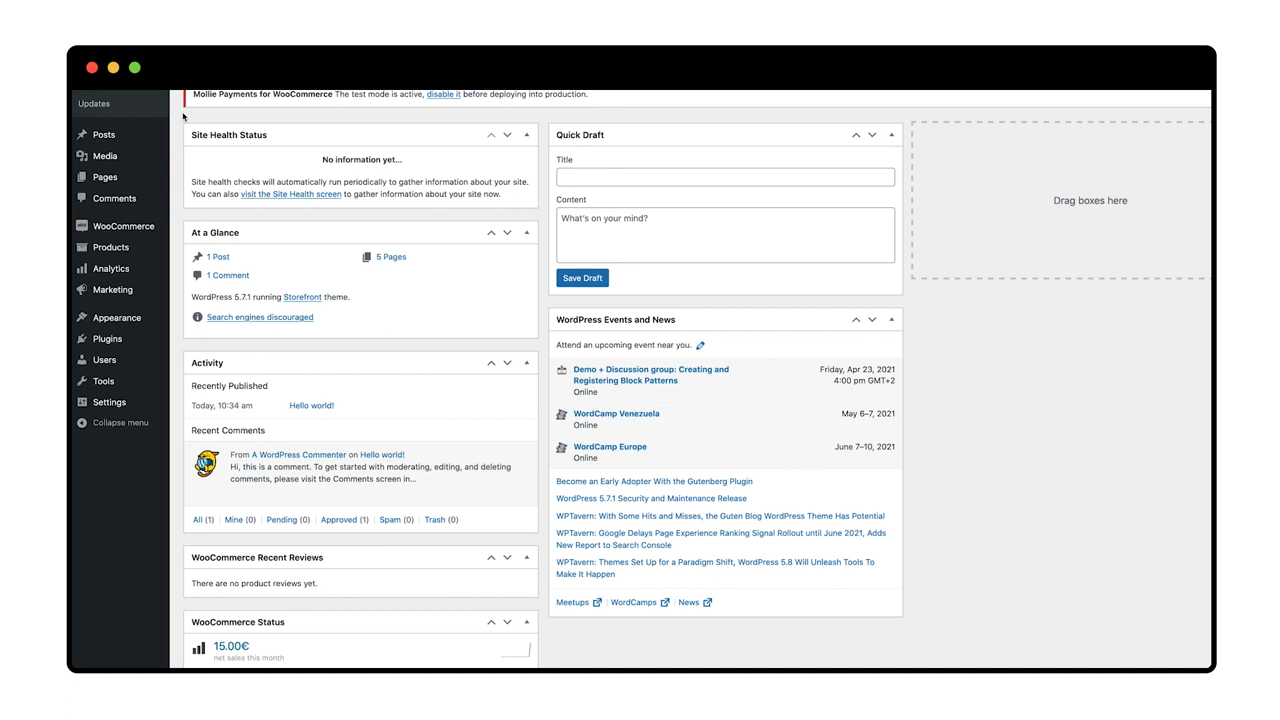 Mollie Payments for WooCommerce The test mode is active, disable it before deploying into production.
Updates
Posts
Media
Pages
Comments
WooCommerce
Products
Analytics
Marketing
Appearance
Plugins
Users
Tools
Settings
Collapse menu
Site Health Status
No information yet...
Site health checks will automatically run periodically to gather information about your site.
You can also visit the Site Health screen to gather information about your site now.
At a Glance
1 Post
5 Pages
1 Comment
WordPress 5.7.1 running Storefront theme.
Search engines discouraged
Activity
Recently Published
Today, 10:34 am Hello world!
Recent Comments
From A WordPress Commenter on Hello world!
Hi, this is a comment. To get started with moderating, editing, and deleting
comments, please visit the Comments screen in...
All (1) | Mine (0) | Pending (0) | Approved (1) | Spam (0) | Trash (0)
WooCommerce Recent Reviews
There are no product reviews yet.
WooCommerce Status
15.00€
net sales this month
Quick Draft
Title
Content
What's on your mind?
Save Draft
WordPress Events and News
Attend an upcoming event near you.
Demo + Discussion group: Creating and
Registering Block Patterns
Online
Friday, Apr 23, 2021
4:00 pm GMT+2
WordCamp Venezuela
Online
May 6–7, 2021
WordCamp Europe
Online
June 7–10, 2021
Become an Early Adopter With the Gutenberg Plugin
WordPress 5.7.1 Security and Maintenance Release
WPTavern: With Some Hits and Misses, the Guten Blog WordPress Theme Has Potential
WPTavern: Google Delays Page Experience Ranking Signal Rollout until June 2021, Adds
New Report to Search Console
WPTavern: Themes Set Up for a Paradigm Shift, WordPress 5.8 Will Unleash Tools To
Make It Happen
Meetups | WordCamps | News
Drag boxes here